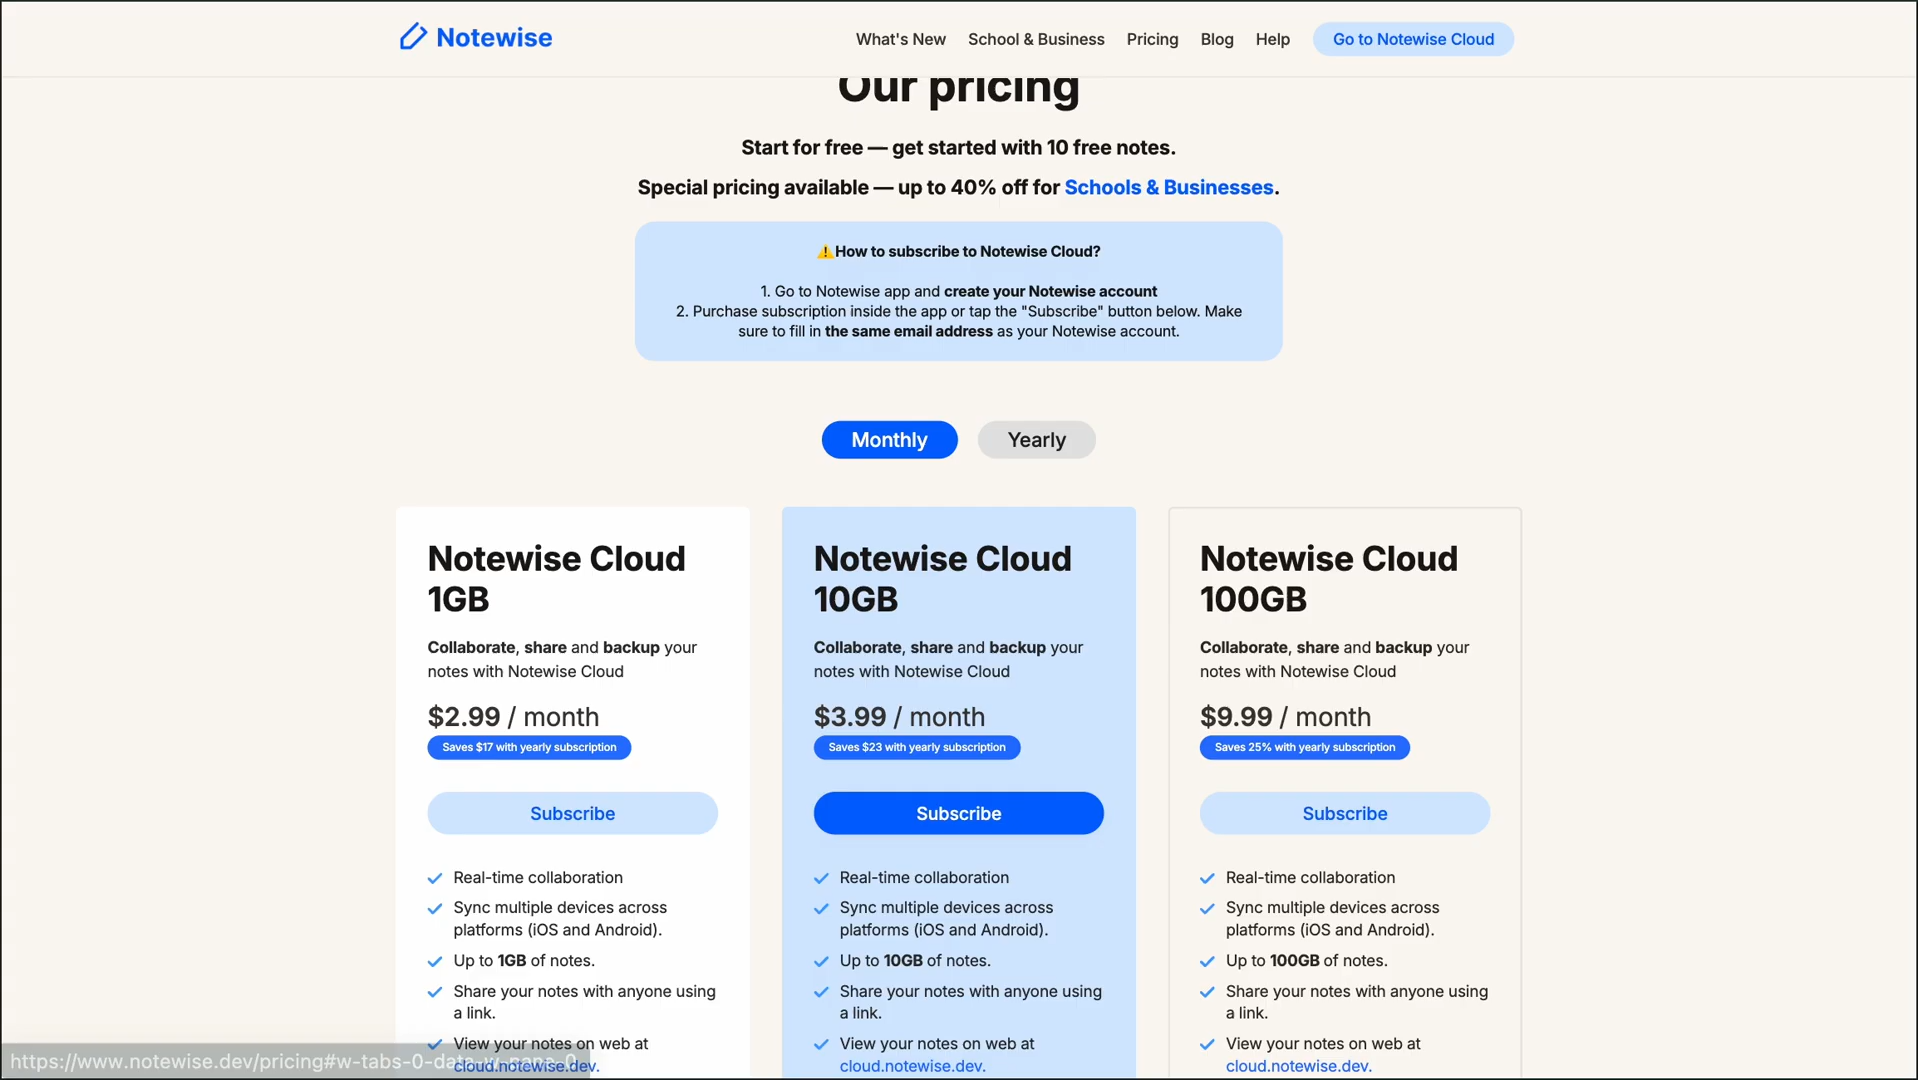 Notewise
What's New School & Business Pricing Blog Help Go to Notewise Cloud
Our pricing
Start for free — get started with 10 free notes.
Special pricing available — up to 40% off for Schools & Businesses.
⚠️How to subscribe to Notewise Cloud?
1. Go to Notewise app and create your Notewise account
2. Purchase subscription inside the app or tap the "Subscribe" button below. Make
sure to fill in the same email address as your Notewise account.
Monthly Yearly
Notewise Cloud
1GB
Collaborate, share and backup your
notes with Notewise Cloud
$2.99 / month
Saves $17 with yearly subscription
Subscribe
Real-time collaboration
Sync multiple devices across
platforms (iOS and Android).
Up to 1GB of notes.
Share your notes with anyone using
a link.
View your notes on web at
cloud.notewise.dev.
Notewise Cloud
10GB
Collaborate, share and backup your
notes with Notewise Cloud
$3.99 / month
Saves $23 with yearly subscription
Subscribe
Real-time collaboration
Sync multiple devices across
platforms (iOS and Android).
Up to 10GB of notes.
Share your notes with anyone using
a link.
View your notes on web at
cloud.notewise.dev.
Notewise Cloud
100GB
Collaborate, share and backup your
notes with Notewise Cloud
$9.99 / month
Saves 25% with yearly subscription
Subscribe
Real-time collaboration
Sync multiple devices across
platforms (iOS and Android).
Up to 100GB of notes.
Share your notes with anyone using
a link.
View your notes on web at
cloud.notewise.dev.
https://www.notewise.dev/pricing#w-tabs-0-data-w-pane-0